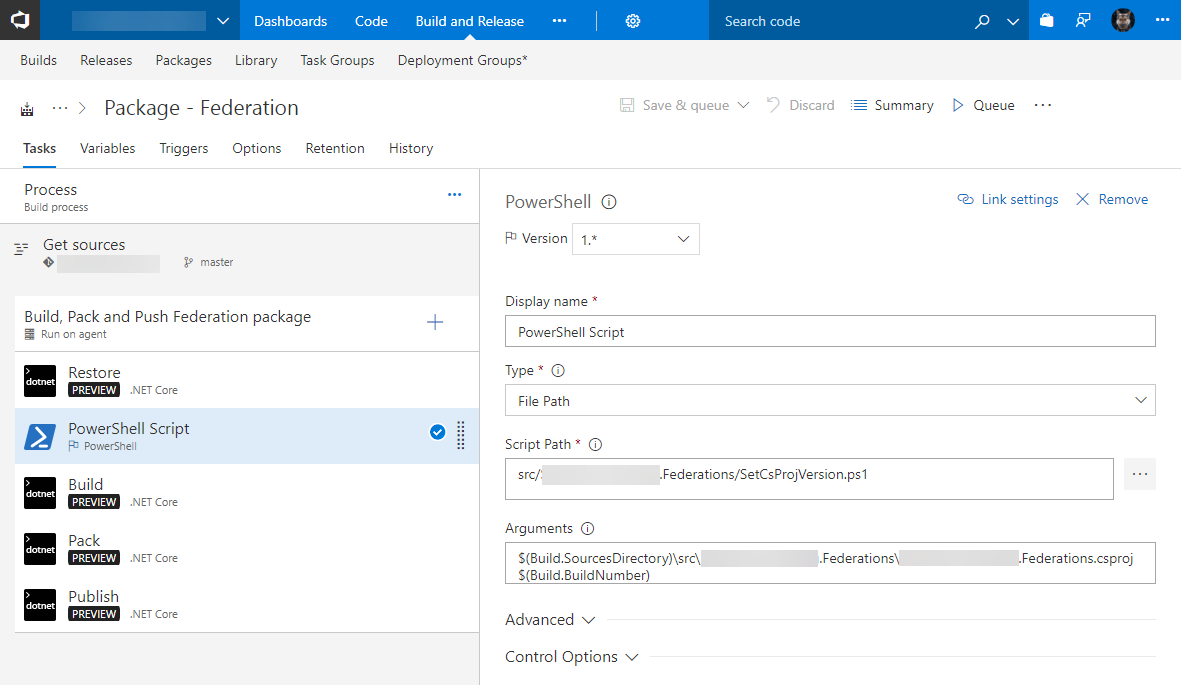 Dashboards Code Build and Release ··· Search code ···
Builds Releases Packages Library Task Groups Deployment Groups*
··· > Package - Federation Save & queue Discard Summary Queue ···
Tasks Variables Triggers Options Retention History
Process ···
Build process
Get sources
master
Build, Pack and Push Federation package +
Run on agent
dotnet Restore
PREVIEW .NET Core
PowerShell Script
PowerShell
dotnet Build
PREVIEW .NET Core
dotnet Pack
PREVIEW .NET Core
dotnet Publish
PREVIEW .NET Core
PowerShell Link settings Remove
Version 1.*
Display name *
PowerShell Script
Type *
File Path
Script Path *
src/ .Federations/SetCsProjVersion.ps1 ···
Arguments
$(Build.SourcesDirectory)\src\ .Federations\ .Federations.csproj
$(Build.BuildNumber)
Advanced
Control Options